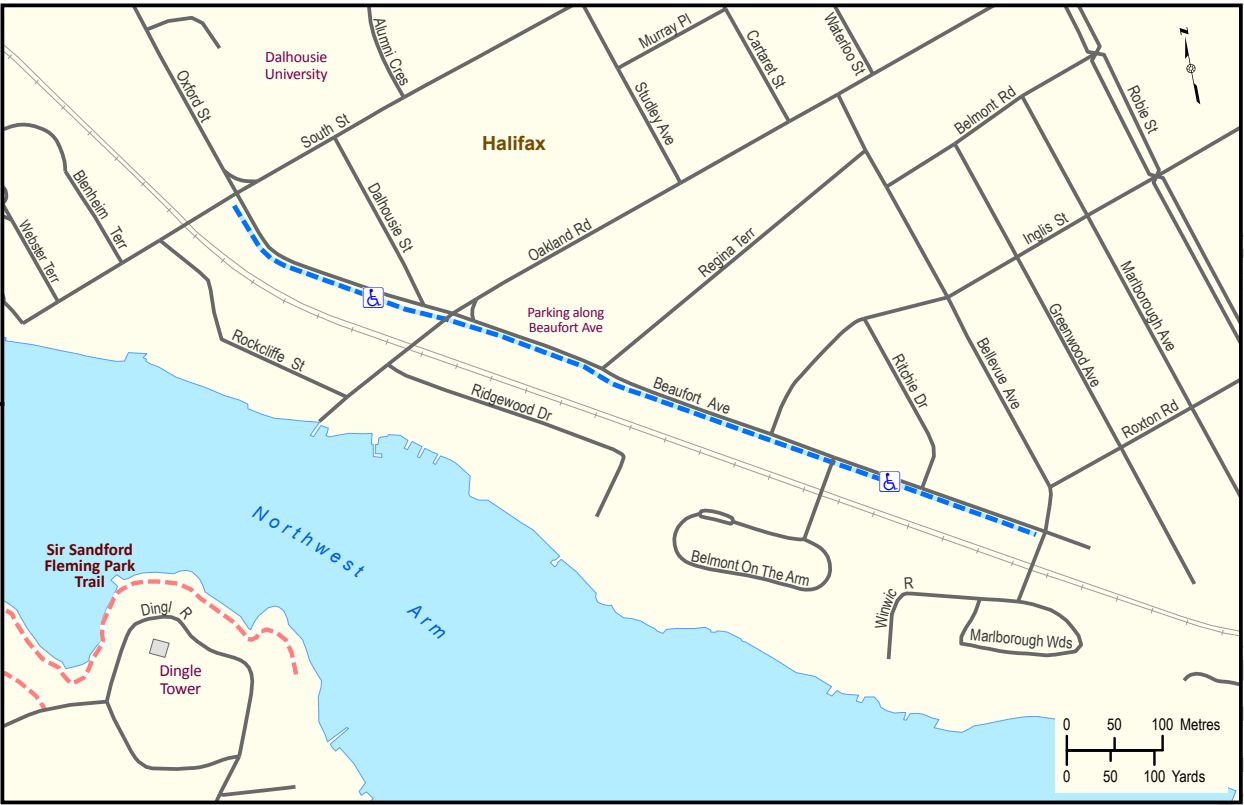 Alumni Cres
Murray Pl
Cartaret St
Waterloo St
N
Dalhousie
University
Oxford St
Studley Ave
Belmont Rd
Robie St
South St
Halifax
Blenheim Terr
Dalhousie St
Webster Terr
Oakland Rd
Regina Terr
Inglis St
Marlborough Ave
Parking along
Beaufort Ave
Greenwood Ave
Rockcliffe St
Bellevue Ave
Ritchie Dr
Beaufort Ave
Ridgewood Dr
Roxton Rd
Northwest Arm
Sir Sandford
Fleming Park
Trail
Belmont On The Arm
Winwic R
Dingl R
Marlborough Wds
Dingle
Tower
0 50 100 Metres
0 50 100 Yards